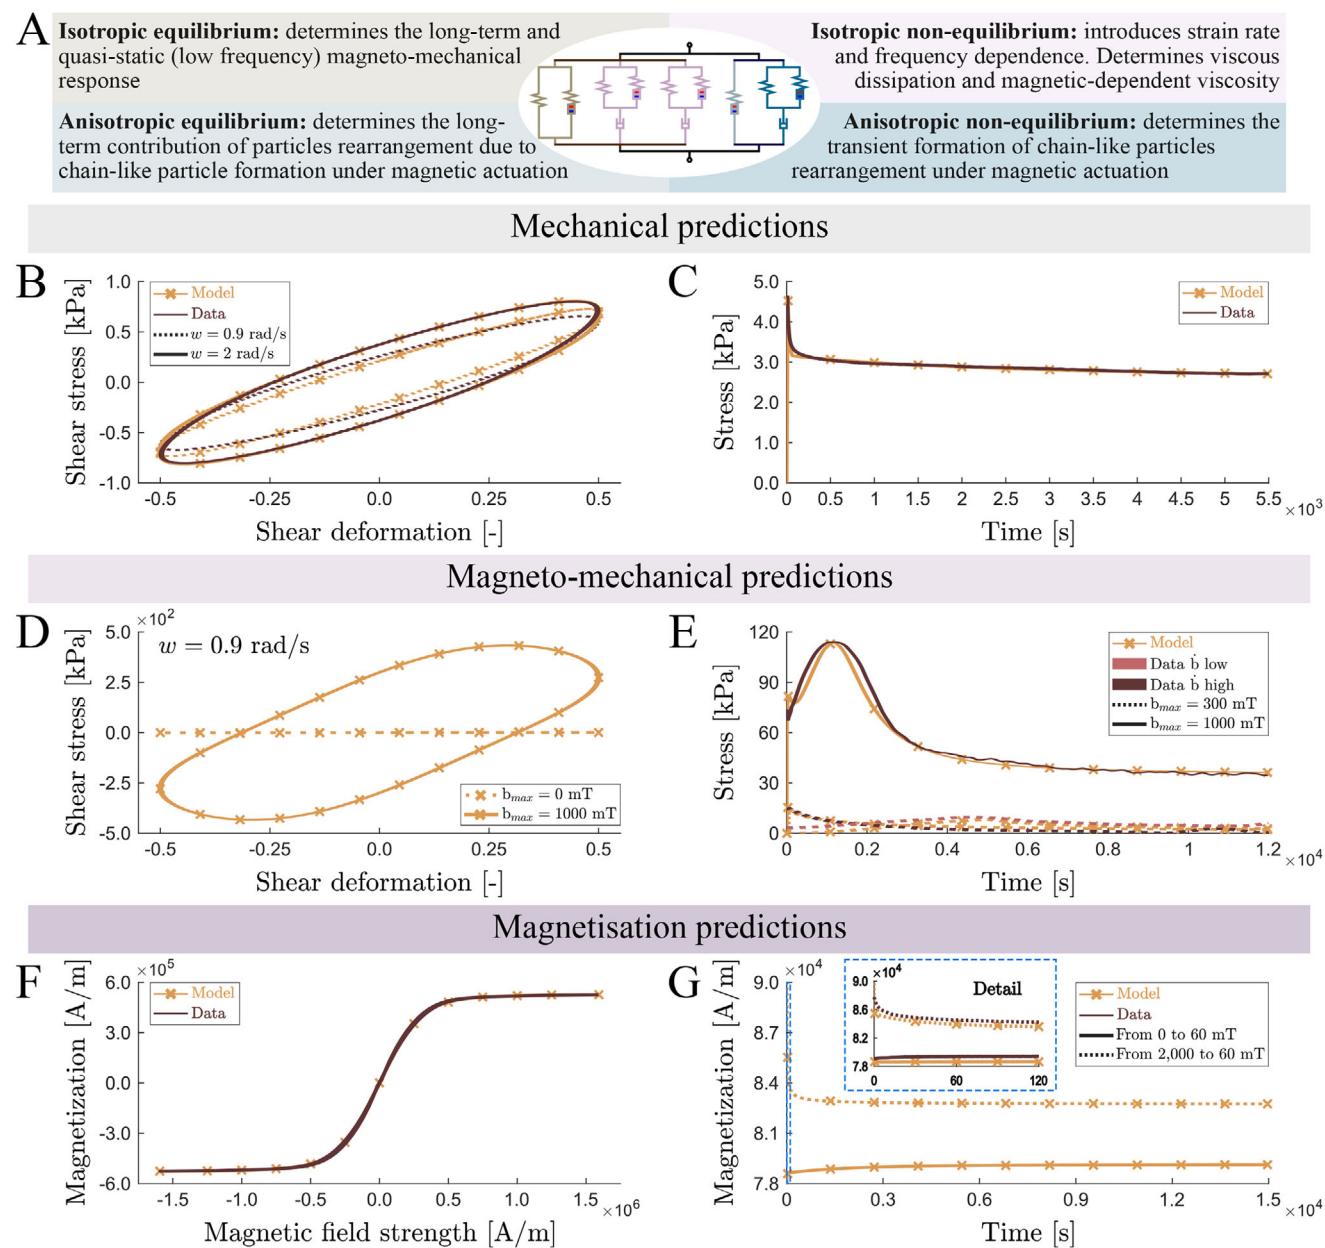 A
Isotropic equilibrium: determines the long-term and
quasi-static (low frequency) magneto-mechanical
response
Isotropic non-equilibrium: introduces strain rate
and frequency dependence. Determines viscous
dissipation and magnetic-dependent viscosity
Anisotropic equilibrium: determines the long-
term contribution of particles rearrangement due to
chain-like particle formation under magnetic actuation
Anisotropic non-equilibrium: determines the
transient formation of chain-like particles
rearrangement under magnetic actuation
Mechanical predictions
B
Shear stress [kPa]
1.0
0.5
0.0
-0.5
-1.0
Model
Data
w = 0.9 rad/s
w = 2 rad/s
-0.5 -0.25 0.0 0.25 0.5
Shear deformation [-]
C
Stress [kPa]
5.0
4.0
3.0
2.0
1.0
0.0
Model
Data
0 0.5 1 1.5 2 2.5 3 3.5 4 4.5 5 5.5
×10³
Time [s]
Magneto-mechanical predictions
D
Shear stress [kPa]
×10²
5.0
2.5
0.0
-2.5
-5.0
w = 0.9 rad/s
bmax = 0 mT
bmax = 1000 mT
-0.5 -0.25 0.0 0.25 0.5
Shear deformation [-]
E
Stress [kPa]
120
90
60
30
0
Model
Data ḃ low
Data ḃ high
bmax = 300 mT
bmax = 1000 mT
0 0.2 0.4 0.6 0.8 1 1.2
×10⁴
Time [s]
Magnetisation predictions
F
Magnetization [A/m]
×10⁵
6.0
3.0
0.0
-3.0
-6.0
Model
Data
-1.5 -1.0 -0.5 0.0 0.5 1.0 1.5
×10⁶
Magnetic field strength [A/m]
G
Magnetization [A/m]
×10⁴
9.0
8.7
8.4
8.1
7.8
×10⁴
Detail
9.0
8.6
8.2
7.8
0 60 120
Model
Data
From 0 to 60 mT
From 2,000 to 60 mT
0 0.3 0.6 0.9 1.2 1.5
×10⁴
Time [s]